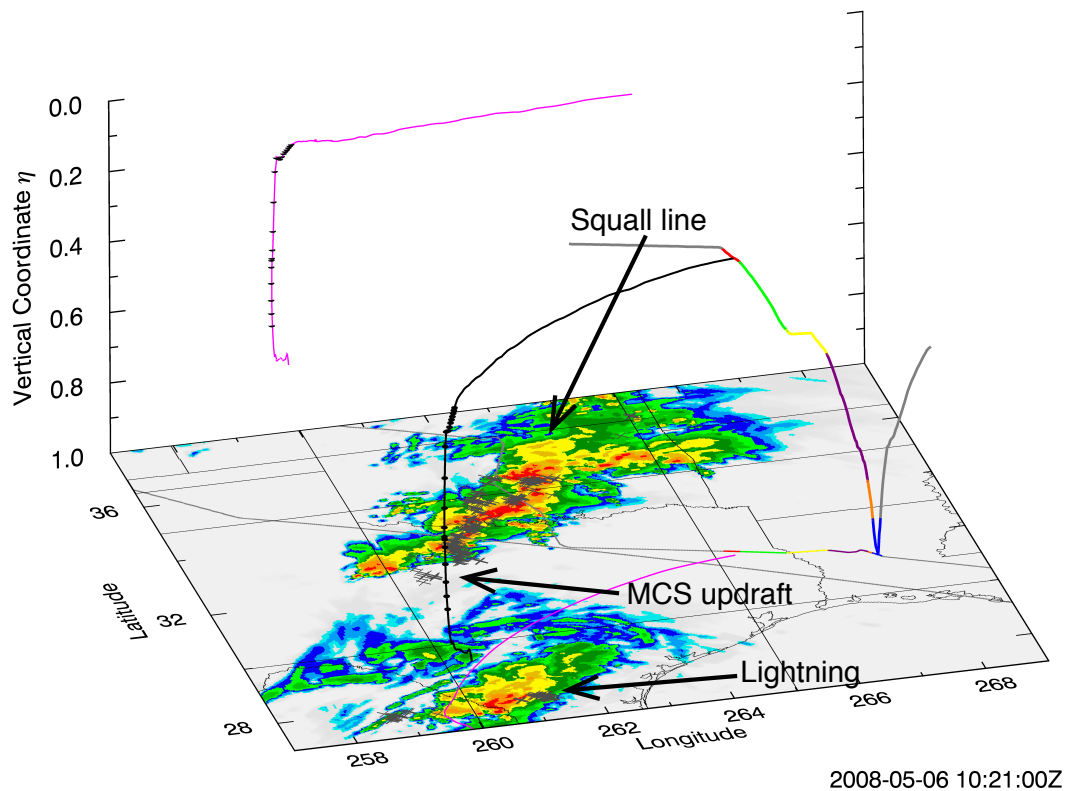 0.0
0.2
0.4
0.6
0.8
1.0
Vertical Coordinate η
Squall line
36
32
28
Latitude
MCS updraft
Lightning
258
260
262
264
266
268
Longitude
2008-05-06 10:21:00Z